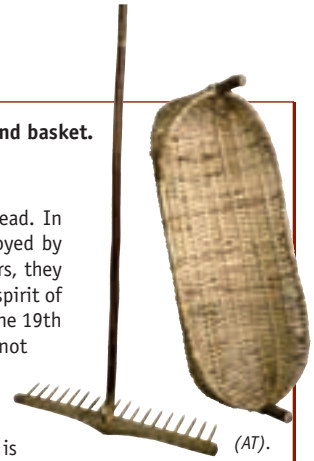 nd basket.
ead. In
oyed by
rs, they
spirit of
he 19th
not
is
(AT).